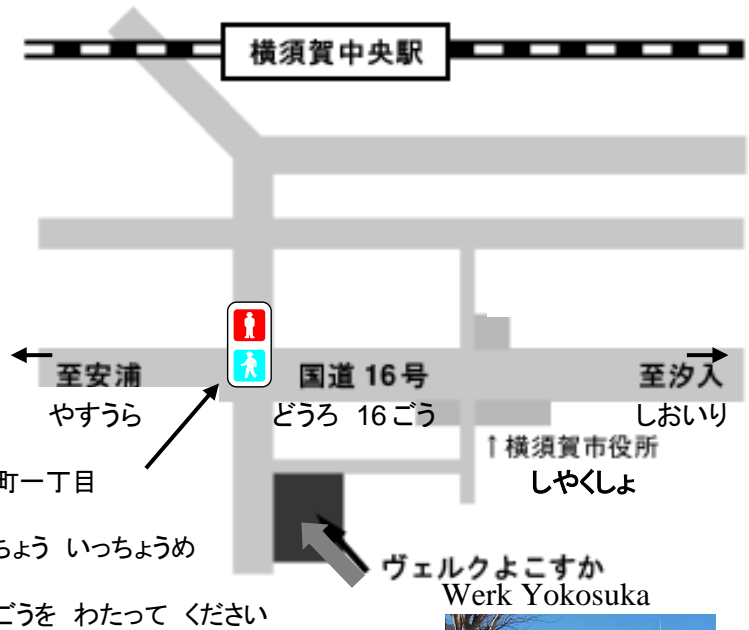 横須賀中央駅
至安浦
国道 16号
至汐入
やすうら
どうろ 16ごう
しおいり
↑横須賀市役所
しやくしょ
町一丁目
ちょう いっちょうめ
ヴェルクよこすか
Werk Yokosuka
ごうを わたって ください